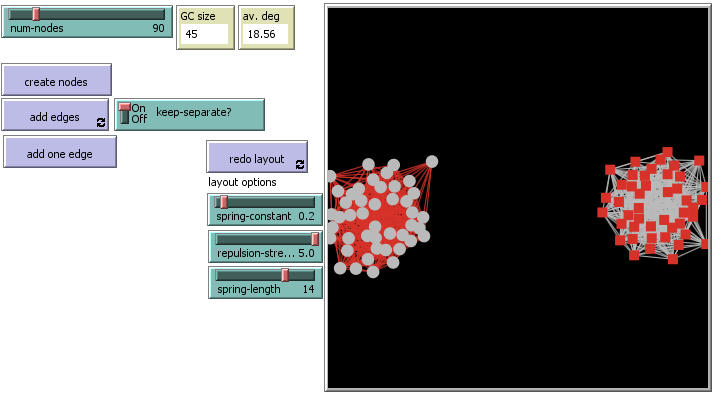 num-nodes 90
GC size
45
av. deg
18.56
create nodes
add edges
On
Off
keep-separate?
add one edge
redo layout
layout options
spring-constant 0.2
repulsion-stre... 5.0
spring-length 14